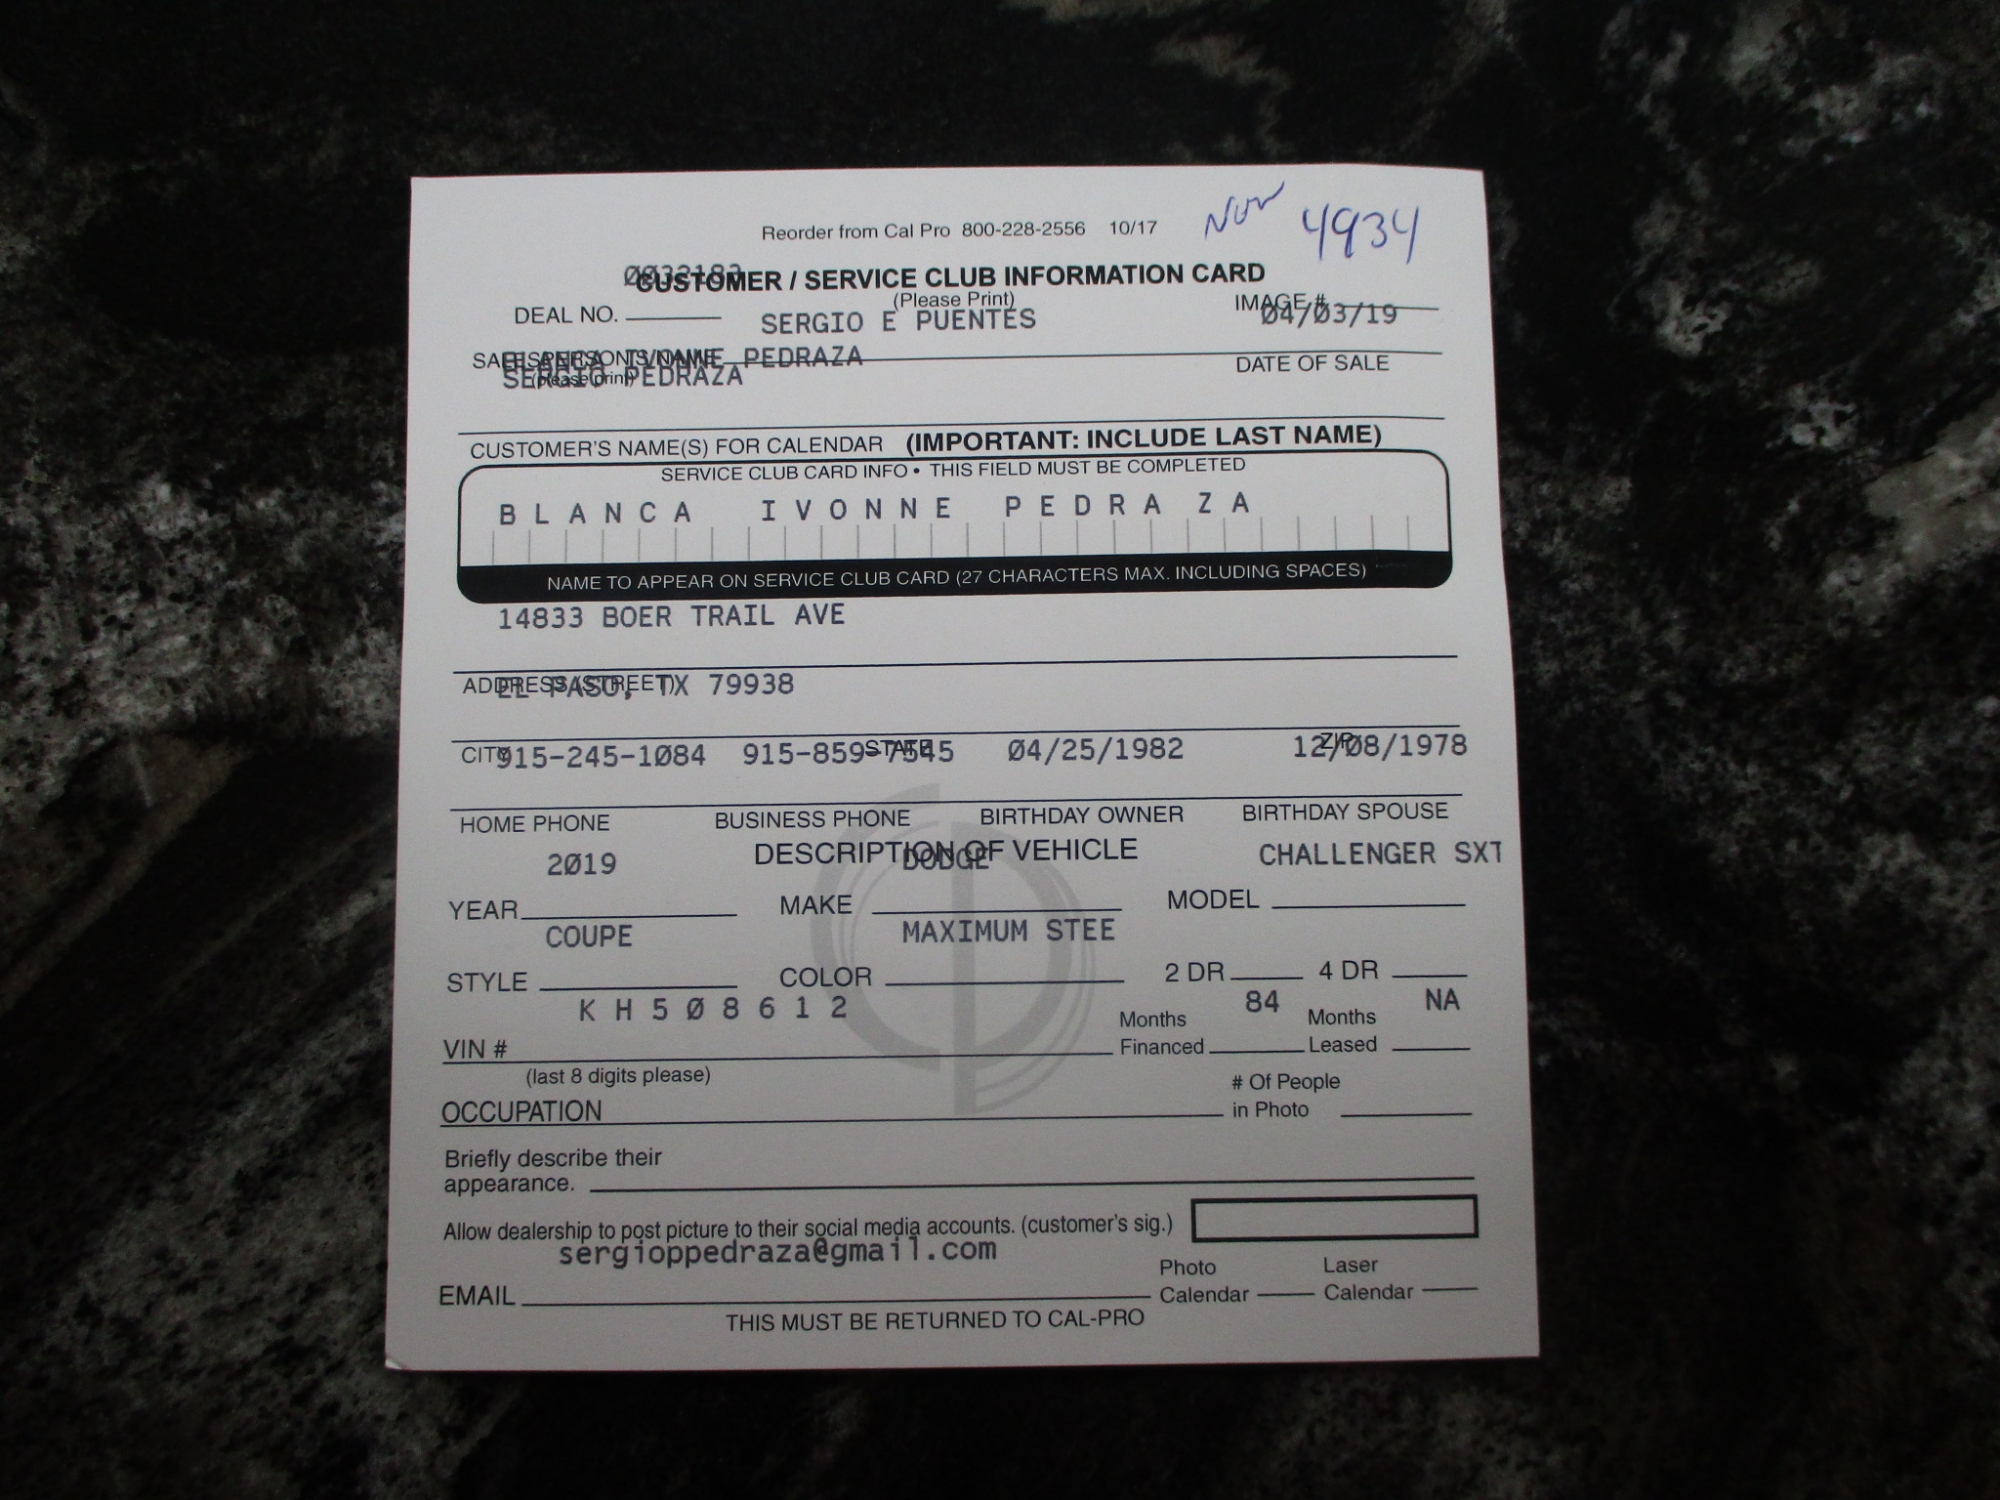 Reorder from Cal Pro 800-228-2556 10/17 Nov 4934
CUSTOMER / SERVICE CLUB INFORMATION CARD
(Please Print)
DEAL NO. IMAGE #
SERGIO E PUENTES 04/03/19
SALESPERSON'S NAME DATE OF SALE
(please print)
BLANCA IVONNE PEDRAZA
SERGIO PEDRAZA
CUSTOMER'S NAME(S) FOR CALENDAR (IMPORTANT: INCLUDE LAST NAME)
SERVICE CLUB CARD INFO • THIS FIELD MUST BE COMPLETED
BLANCA IVONNE PEDRAZA
NAME TO APPEAR ON SERVICE CLUB CARD (27 CHARACTERS MAX. INCLUDING SPACES)
14833 BOER TRAIL AVE
ADDRESS (STREET)
EL PASO, TX 79938
CITY STATE ZIP
915-245-1084 915-859-7545 04/25/1982 12/08/1978
HOME PHONE BUSINESS PHONE BIRTHDAY OWNER BIRTHDAY SPOUSE
DESCRIPTION OF VEHICLE
2019 DODGE CHALLENGER SXT
YEAR MAKE MODEL
COUPE MAXIMUM STEE
STYLE COLOR 2 DR 4 DR
KH508612 84 NA
VIN # Months Financed Months Leased
(last 8 digits please)
OCCUPATION # Of People in Photo
Briefly describe their
appearance.
Allow dealership to post picture to their social media accounts. (customer's sig.)
sergioppedraza@gmail.com
EMAIL Photo Calendar Laser Calendar
THIS MUST BE RETURNED TO CAL-PRO